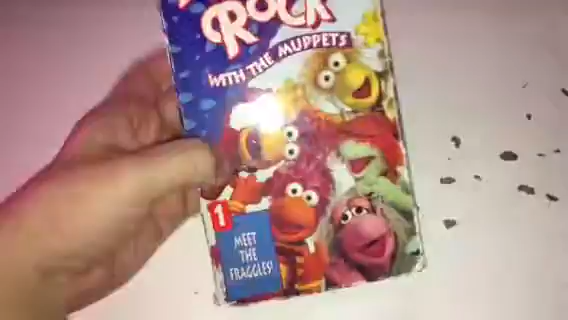 ROCK
WITH THE MUPPETS
1
MEET
THE
FRAGGLES!